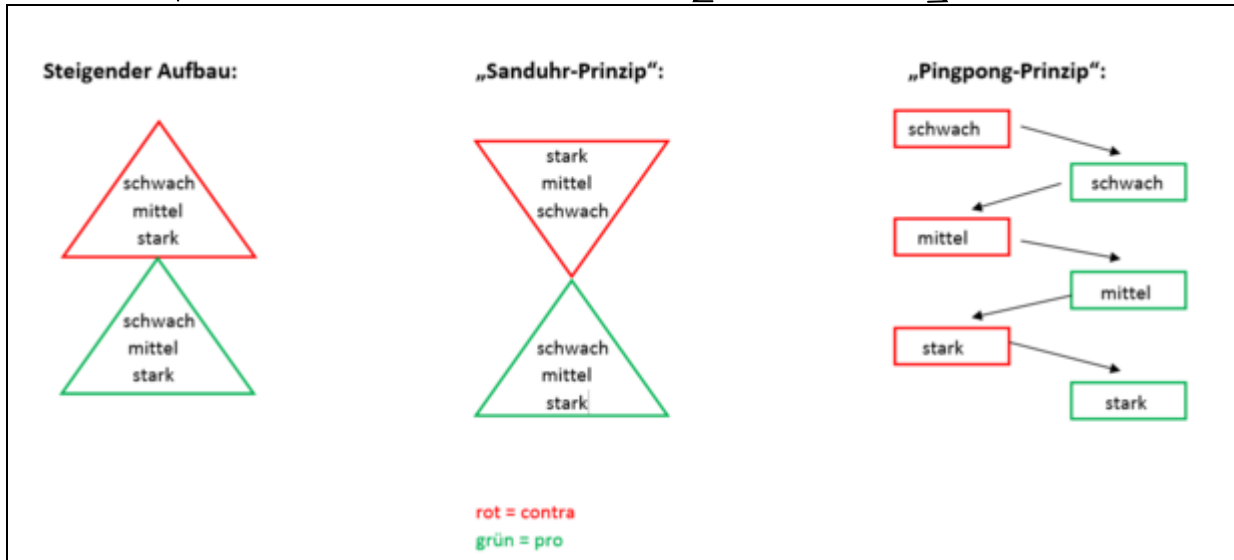 Steigender Aufbau:
schwach
mittel
stark
schwach
mittel
stark
„Sanduhr-Prinzip“:
stark
mittel
schwach
schwach
mittel
stark
„Pingpong-Prinzip“:
schwach
schwach
mittel
mittel
stark
stark
rot = contra
grün = pro